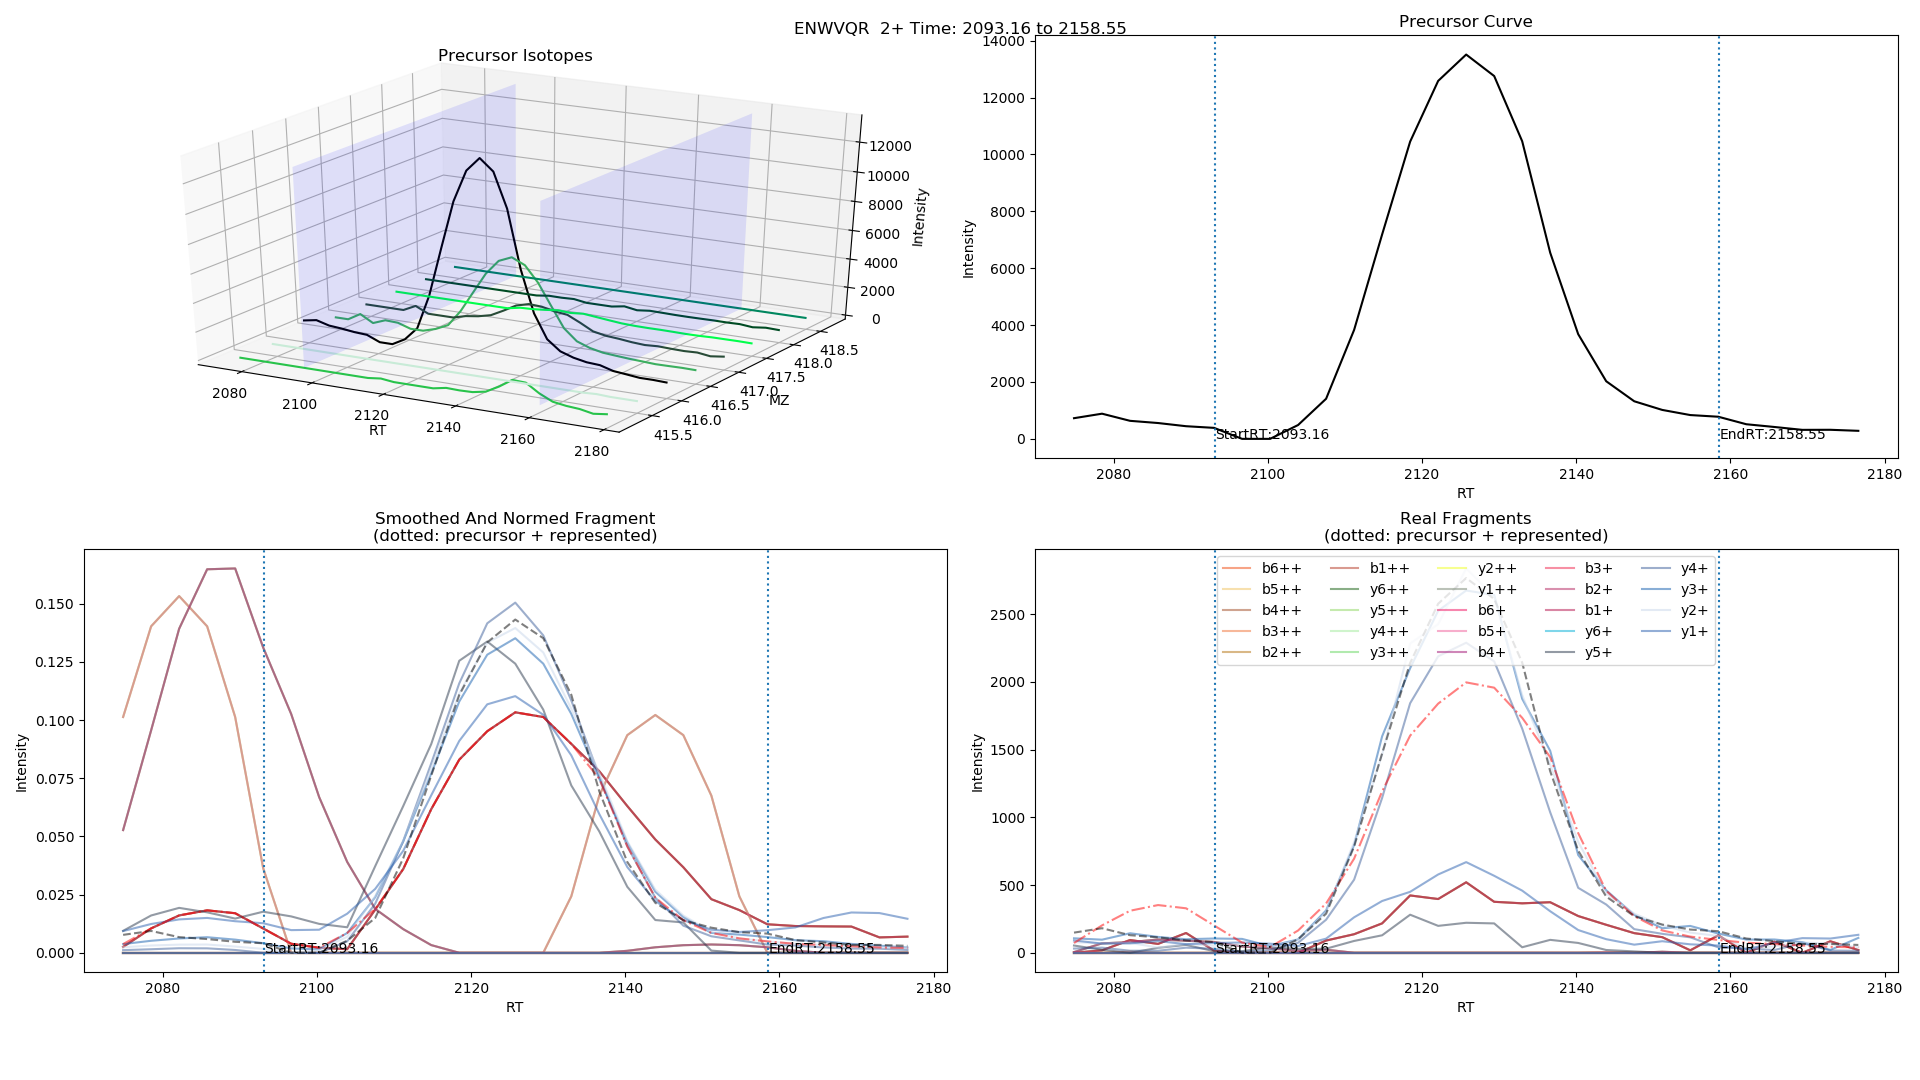 ENWVQR  2+ Time: 2093.16 to 2158.55
Precursor Isotopes
12000
10000
8000
6000
4000
2000
0
Intensity
2080
2100
2120
2140
2160
2180
RT
415.5
416.0
416.5
417.0
417.5
418.0
418.5
MZ
Precursor Curve
14000
12000
10000
8000
6000
4000
2000
0
Intensity
StartRT:2093.16
EndRT:2158.55
2080 2100 2120 2140 2160 2180
RT
Smoothed And Normed Fragment
(dotted: precursor + represented)
0.150
0.125
0.100
0.075
0.050
0.025
0.000
Intensity
StartRT:2093.16
EndRT:2158.55
2080 2100 2120 2140 2160 2180
RT
Real Fragments
(dotted: precursor + represented)
b6++ b1++ y2++ b3+ y4+
b5++ y6++ y1++ b2+ y3+
b4++ y5++ b6+ b1+ y2+
b3++ y4++ b5+ y6+ y1+
b2++ y3++ b4+ y5+
2500
2000
1500
1000
500
0
Intensity
StartRT:2093.16
EndRT:2158.55
2080 2100 2120 2140 2160 2180
RT